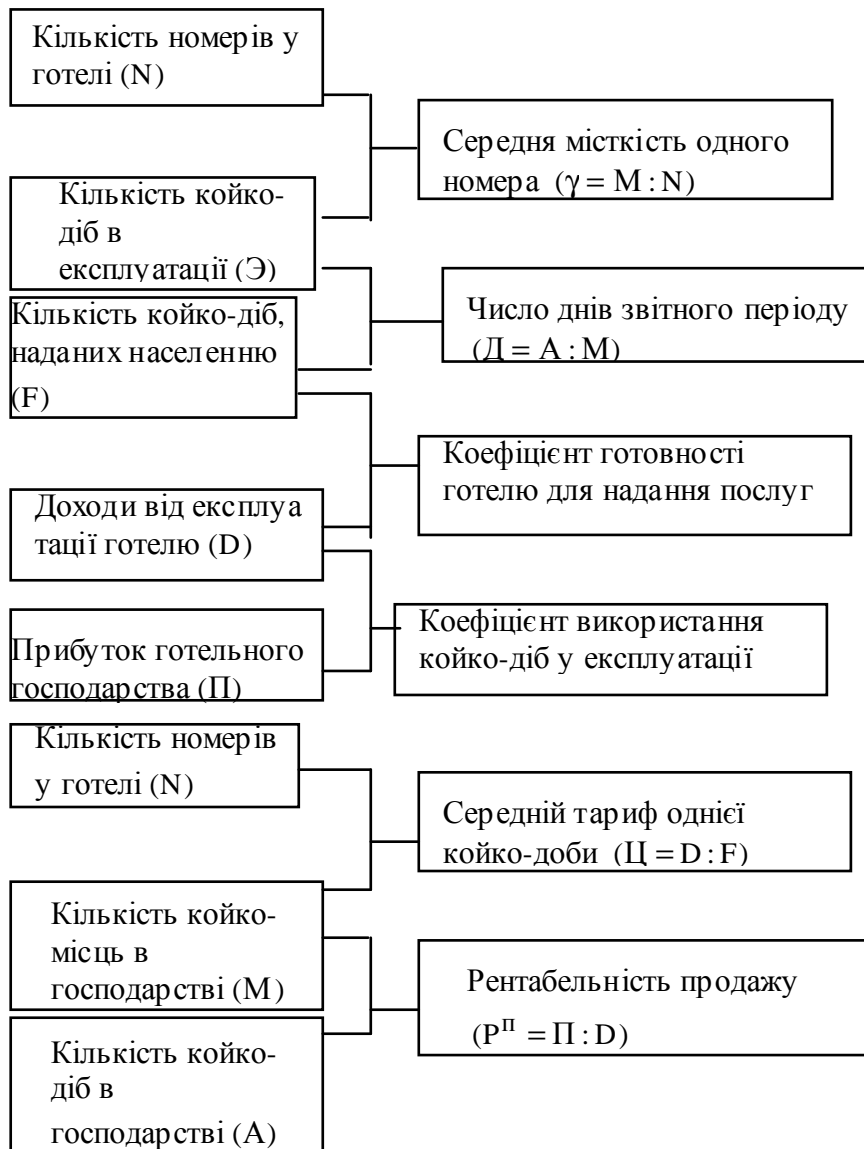 Кількість номерів у
готелі (N)
Середня місткість одного
номера (γ = М : N)
Кількість койко-
діб в
експлуатації (Э)
Число днів звітного періоду
(Д = А : М)
Кількість койко-діб,
наданих населенню
(F)
Коефіцієнт готовності
готелю для надання послуг
Доходи від експлуа
тації готелю (D)
Коефіцієнт використання
койко-діб у експлуатації
Прибуток готельного
господарства (П)
Кількість номерів
у готелі (N)
Середній тариф однієї
койко-доби (Ц = D : F)
Кількість койко-
місць в
господарстві (М)
Рентабельність продажу
(Р^П = П : D)
Кількість койко-
діб в
господарстві (А)